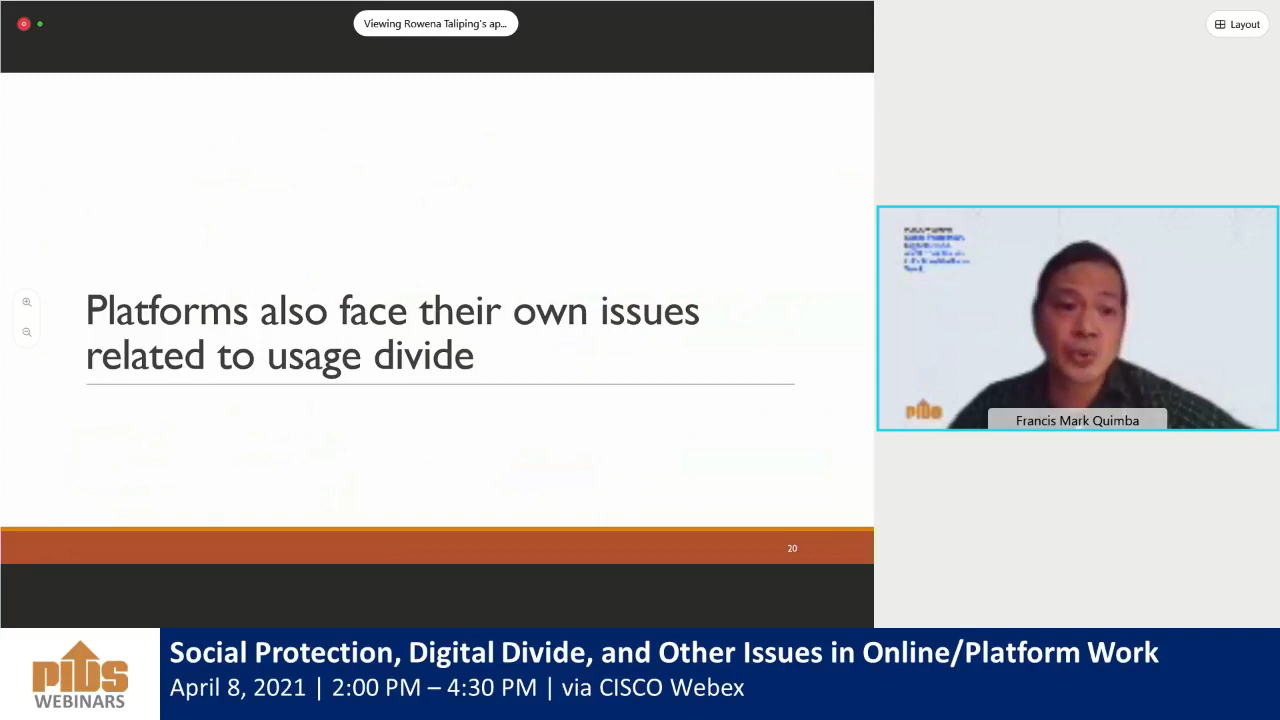 Viewing Rowena Taliping's ap...
Layout
Platforms also face their own issues
related to usage divide
20
PIDS
Francis Mark Quimba
PIDS
WEBINARS
Social Protection, Digital Divide, and Other Issues in Online/Platform Work
April 8, 2021 | 2:00 PM – 4:30 PM | via CISCO Webex